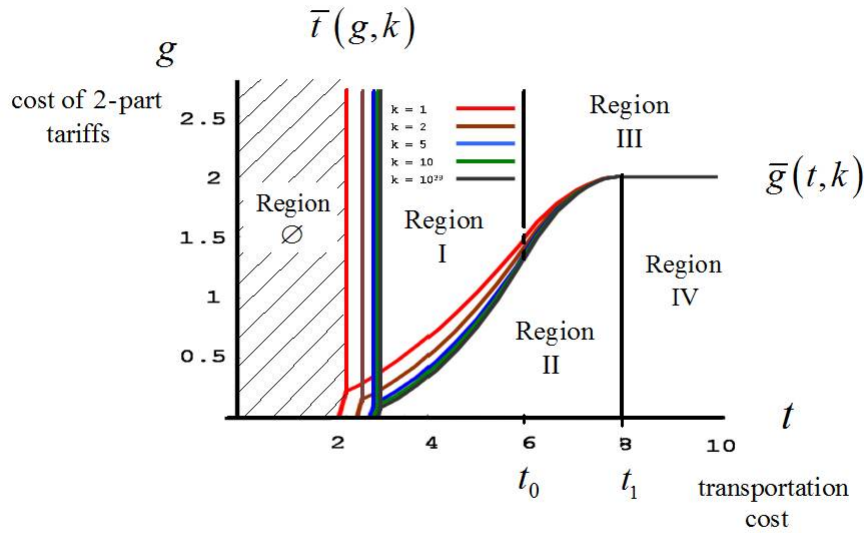 t̅ (g,k)
g
cost of 2-part
tariffs
2.5
2
1.5
1
0.5
k = 1
k = 2
k = 5
k = 10
k = 10³⁹
Region
∅
Region
I
Region
II
Region
III
Region
IV
g̅(t,k)
2
4
6
8
10
t
t₀
t₁
transportation
cost